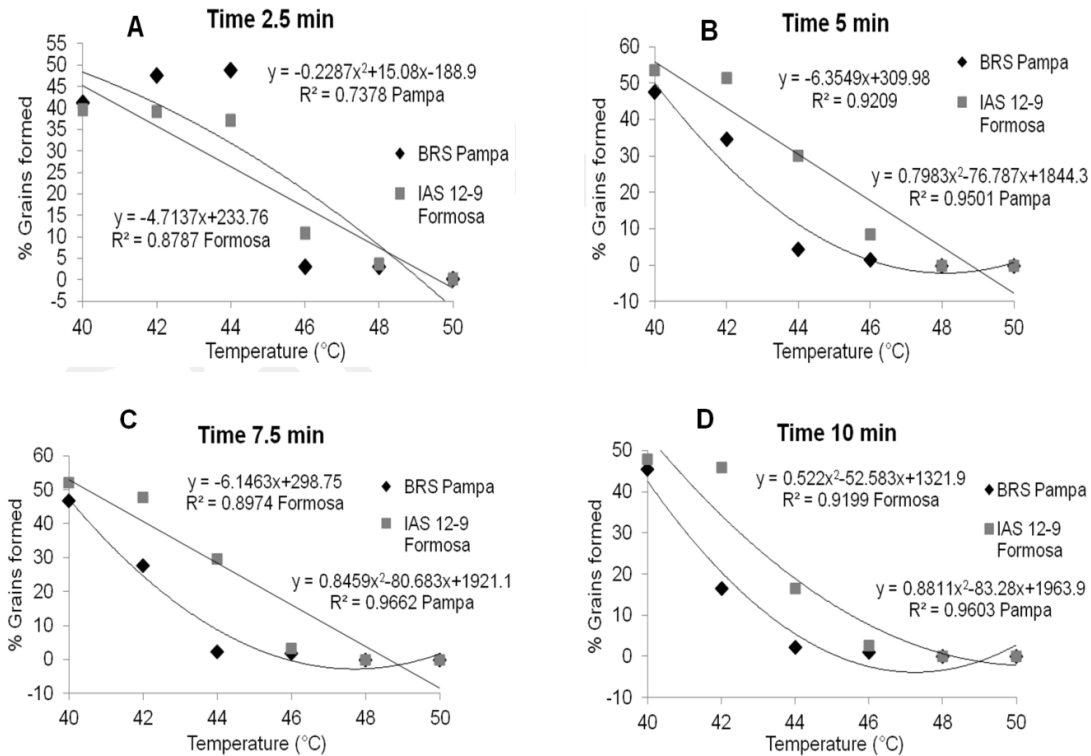 A
Time 2.5 min
% Grains formed
55
50
45
40
35
30
25
20
15
10
5
0
-5
y = -0.2287x²+15.08x-188.9
R² = 0.7378 Pampa
BRS Pampa
IAS 12-9
Formosa
y = -4.7137x+233.76
R² = 0.8787 Formosa
40 42 44 46 48 50
Temperature (°C)
B
Time 5 min
% Grains formed
60
50
40
30
20
10
0
-10
y = -6.3549x+309.98
R² = 0.9209
BRS Pampa
IAS 12-9
Formosa
y = 0.7983x²-76.787x+1844.3
R² = 0.9501 Pampa
40 42 44 46 48 50
Temperature (°C)
C
Time 7.5 min
% Grains formed
60
50
40
30
20
10
0
-10
y = -6.1463x+298.75
R² = 0.8974 Formosa
BRS Pampa
IAS 12-9
Formosa
y = 0.8459x²-80.683x+1921.1
R² = 0.9662 Pampa
40 42 44 46 48 50
Temperature (°C)
D
Time 10 min
% Grains formed
50
40
30
20
10
0
-10
y = 0.522x²-52.583x+1321.9
R² = 0.9199 Formosa
BRS Pampa
IAS 12-9
Formosa
y = 0.8811x²-83.28x+1963.9
R² = 0.9603 Pampa
40 42 44 46 48 50
Temperature (°C)